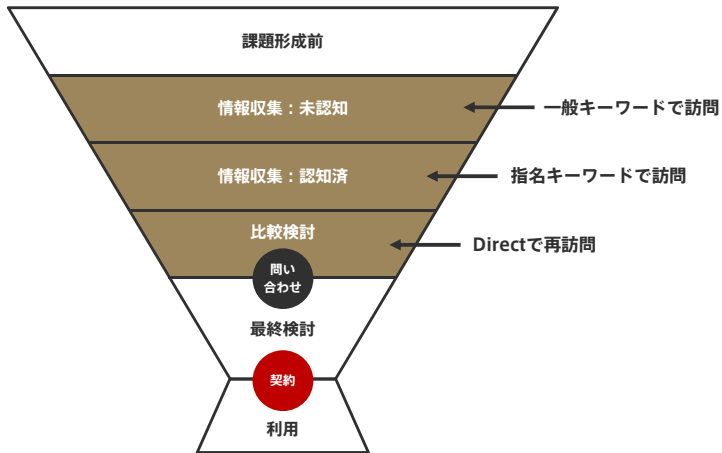 課題形成前
情報収集：未認知
一般キーワードで訪問
情報収集：認知済
指名キーワードで訪問
比較検討
Directで再訪問
問い
合わせ
最終検討
契約
利用